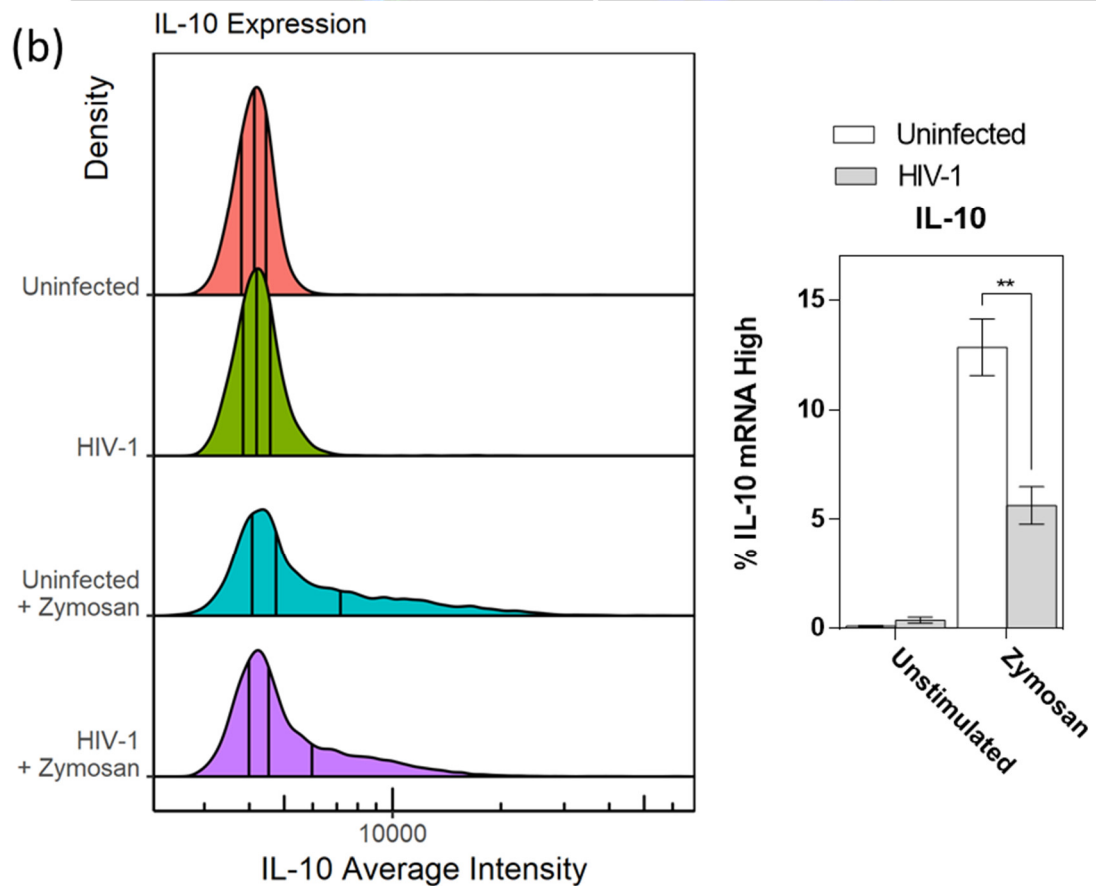 (b)
IL-10 Expression
Density
Uninfected
HIV-1
Uninfected
+ Zymosan
HIV-1
+ Zymosan
10000
IL-10 Average Intensity
Uninfected
HIV-1
IL-10
% IL-10 mRNA High
15
10
5
0
**
Unstimulated
Zymosan